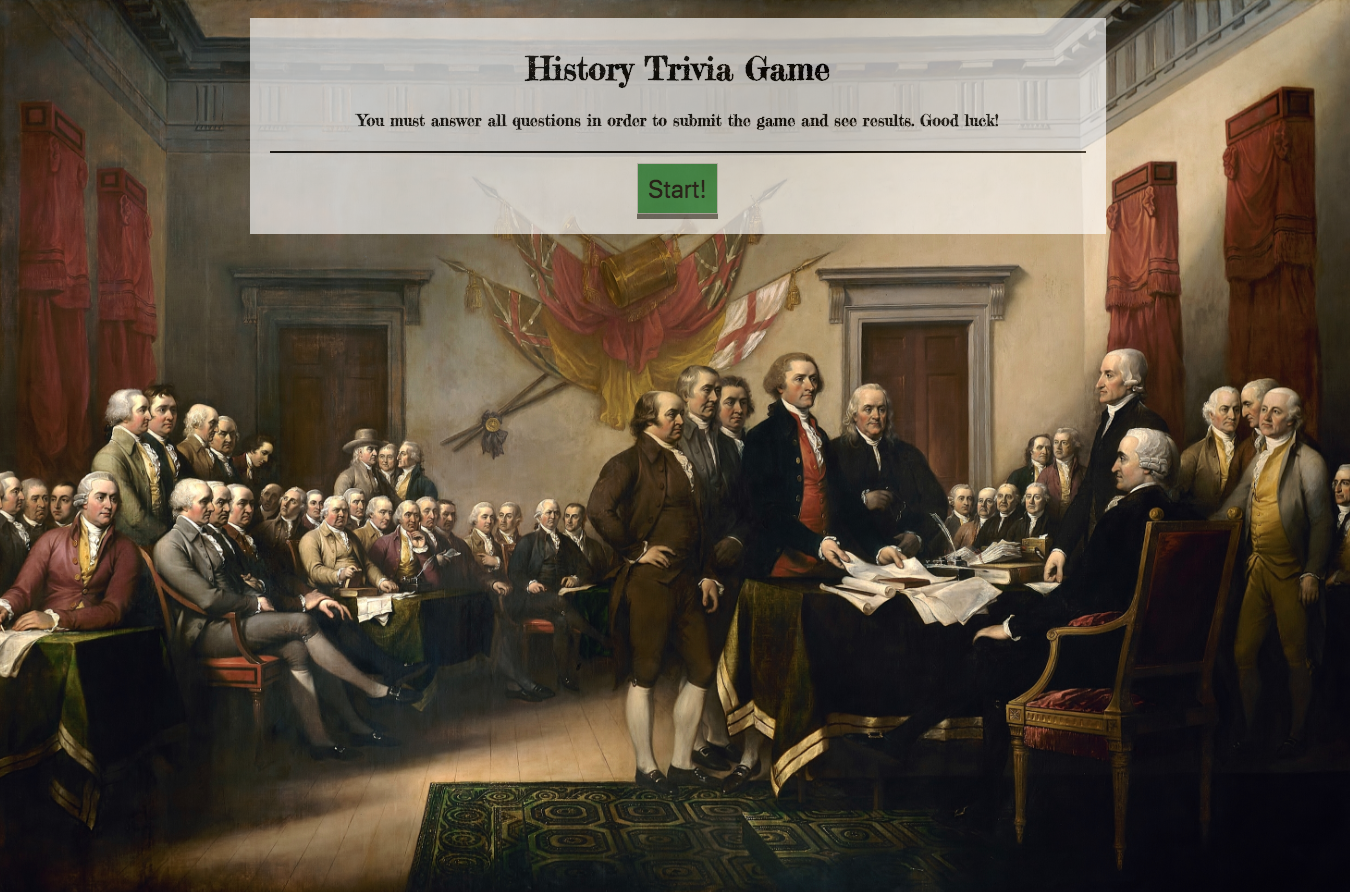 History Trivia Game
You must answer all questions in order to submit the game and see results. Good luck!
Start!